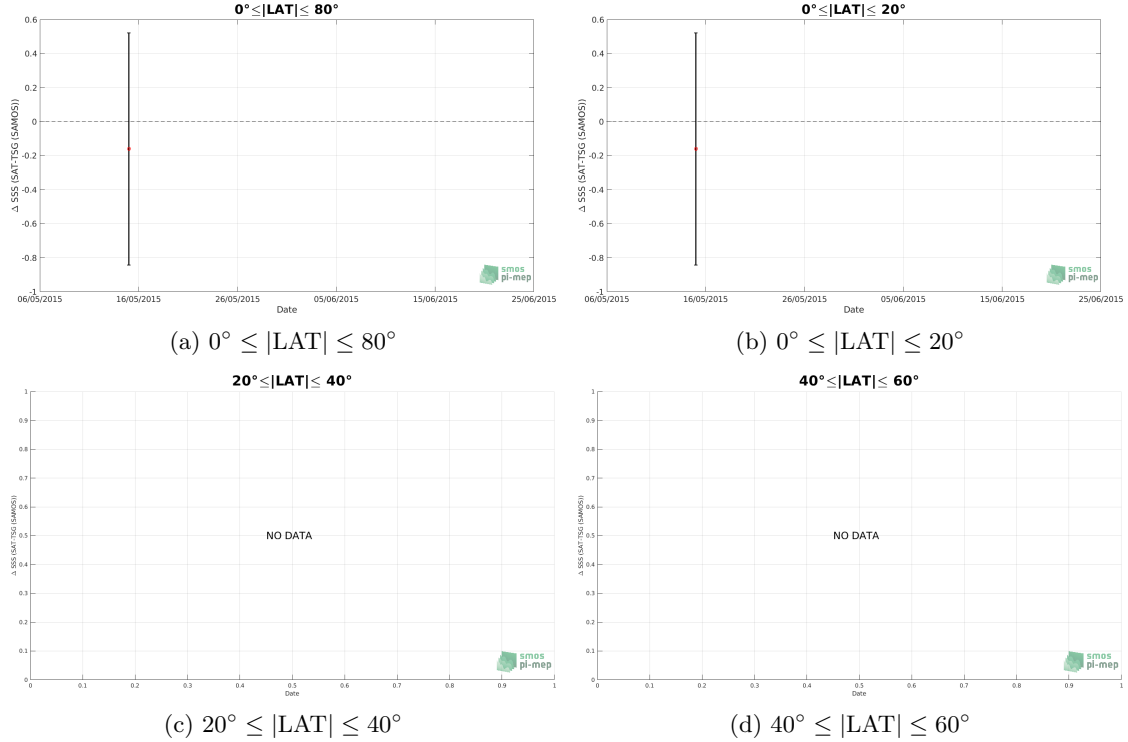 0°≤|LAT|≤ 80°
0.6
0.4
0.2
0
-0.2
-0.4
-0.6
-0.8
-1
Δ SSS (SAT-TSG (SAMOS))
06/05/2015 16/05/2015 26/05/2015 05/06/2015 15/06/2015 25/06/2015
Date
smos
pi-mep
(a) 0° ≤ |LAT| ≤ 80°
0°≤|LAT|≤ 20°
0.6
0.4
0.2
0
-0.2
-0.4
-0.6
-0.8
-1
Δ SSS (SAT-TSG (SAMOS))
06/05/2015 16/05/2015 26/05/2015 05/06/2015 15/06/2015 25/06/2015
Date
smos
pi-mep
(b) 0° ≤ |LAT| ≤ 20°
20°≤|LAT|≤ 40°
1
0.9
0.8
0.7
0.6
0.5
0.4
0.3
0.2
0.1
0
Δ SSS (SAT-TSG (SAMOS))
NO DATA
0 0.1 0.2 0.3 0.4 0.5 0.6 0.7 0.8 0.9 1
Date
smos
pi-mep
(c) 20° ≤ |LAT| ≤ 40°
40°≤|LAT|≤ 60°
1
0.9
0.8
0.7
0.6
0.5
0.4
0.3
0.2
0.1
0
Δ SSS (SAT-TSG (SAMOS))
NO DATA
0 0.1 0.2 0.3 0.4 0.5 0.6 0.7 0.8 0.9 1
Date
smos
pi-mep
(d) 40° ≤ |LAT| ≤ 60°